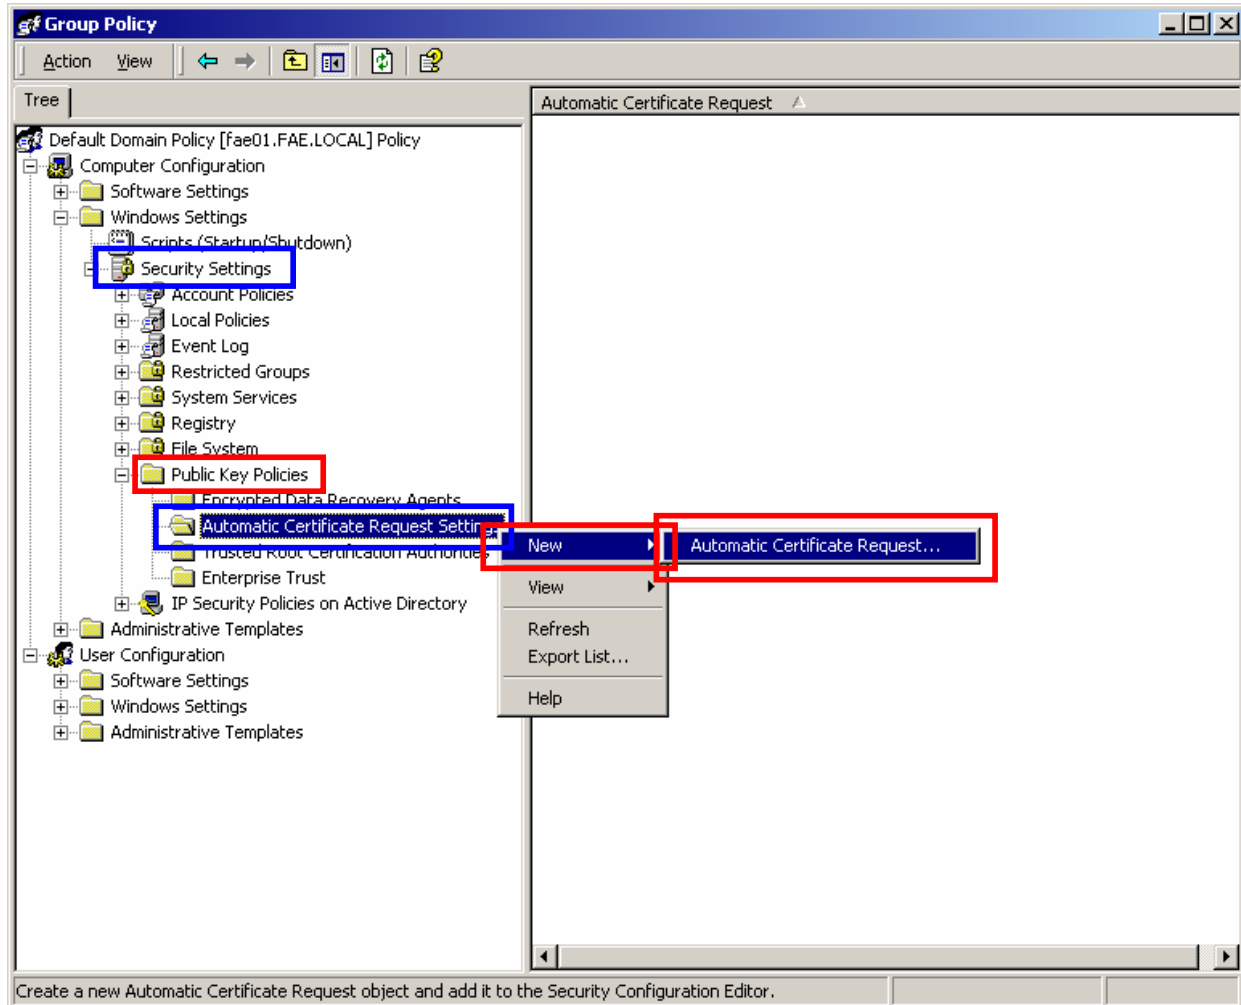 Group Policy
Action View
Tree
Automatic Certificate Request
Default Domain Policy [fae01.FAE.LOCAL] Policy
Computer Configuration
Software Settings
Windows Settings
Scripts (Startup/Shutdown)
Security Settings
Account Policies
Local Policies
Event Log
Restricted Groups
System Services
Registry
File System
Public Key Policies
Encrypted Data Recovery Agents
Automatic Certificate Request Setting
Trusted Root Certification Authorities
Enterprise Trust
IP Security Policies on Active Directory
Administrative Templates
User Configuration
Software Settings
Windows Settings
Administrative Templates
New
Automatic Certificate Request...
View
Refresh
Export List...
Help
Create a new Automatic Certificate Request object and add it to the Security Configuration Editor.